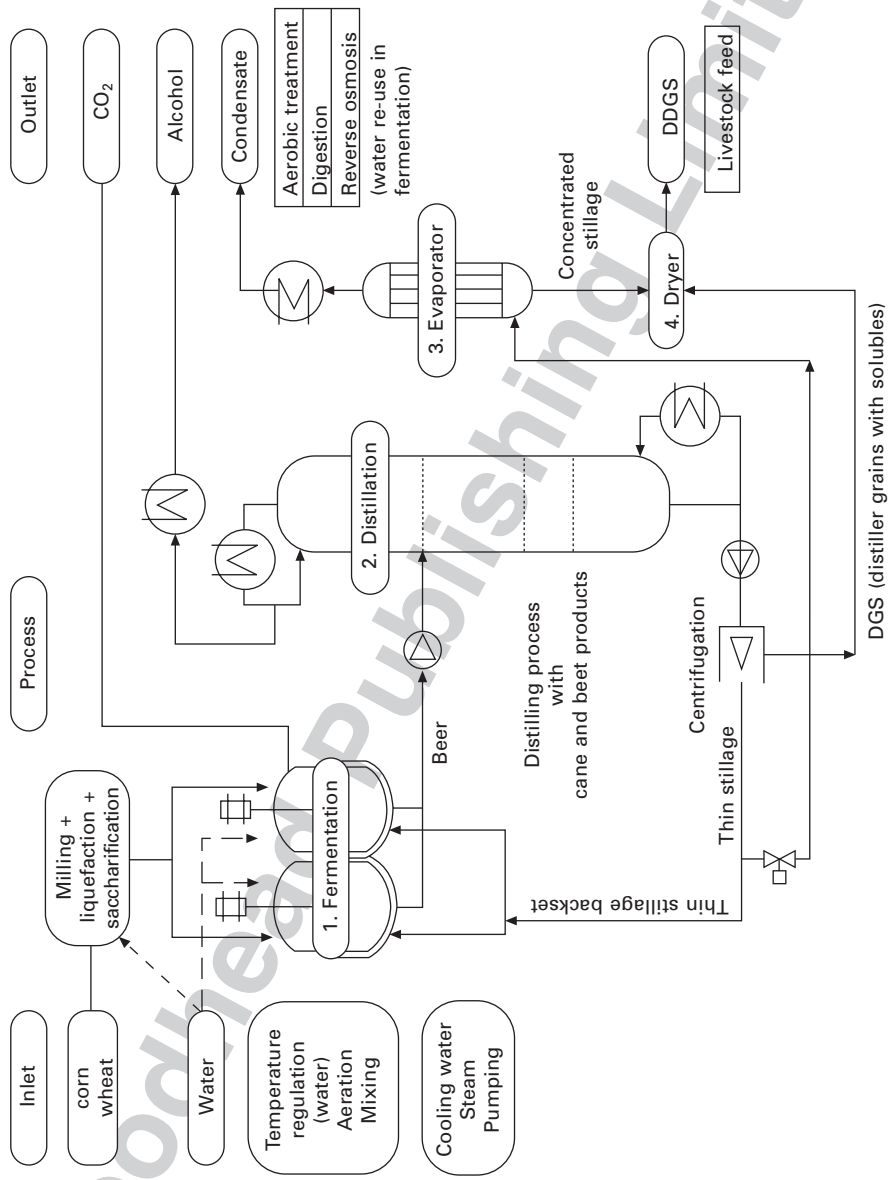 Inlet
Process
Outlet
corn
wheat
Milling +
liquefaction +
saccharification
CO2
Water
Alcohol
Condensate
Aerobic treatment
Digestion
Reverse osmosis
(water re-use in
fermentation)
Temperature
regulation
(water)
Aeration
Mixing
1. Fermentation
2. Distillation
3. Evaporator
Cooling water
Steam
Pumping
Beer
Concentrated
stillage
Distilling process
with
cane and beet products
4. Dryer
DDGS
Livestock feed
Thin stillage backset
Thin stillage
Centrifugation
DGS (distiller grains with solubles)
oodhead Publishing Limit